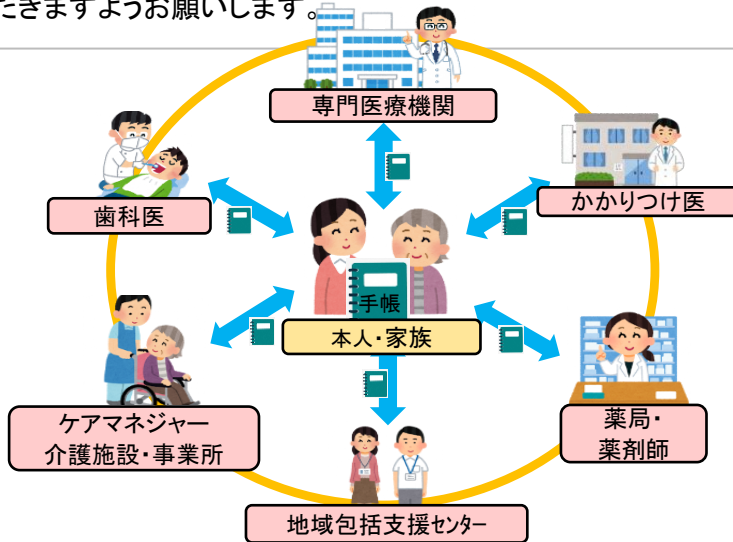 だきますようお願いします。
専門医療機関
歯科医
かかりつけ医
手帳
本人・家族
ケアマネジャー
介護施設・事業所
薬局・
薬剤師
地域包括支援センター